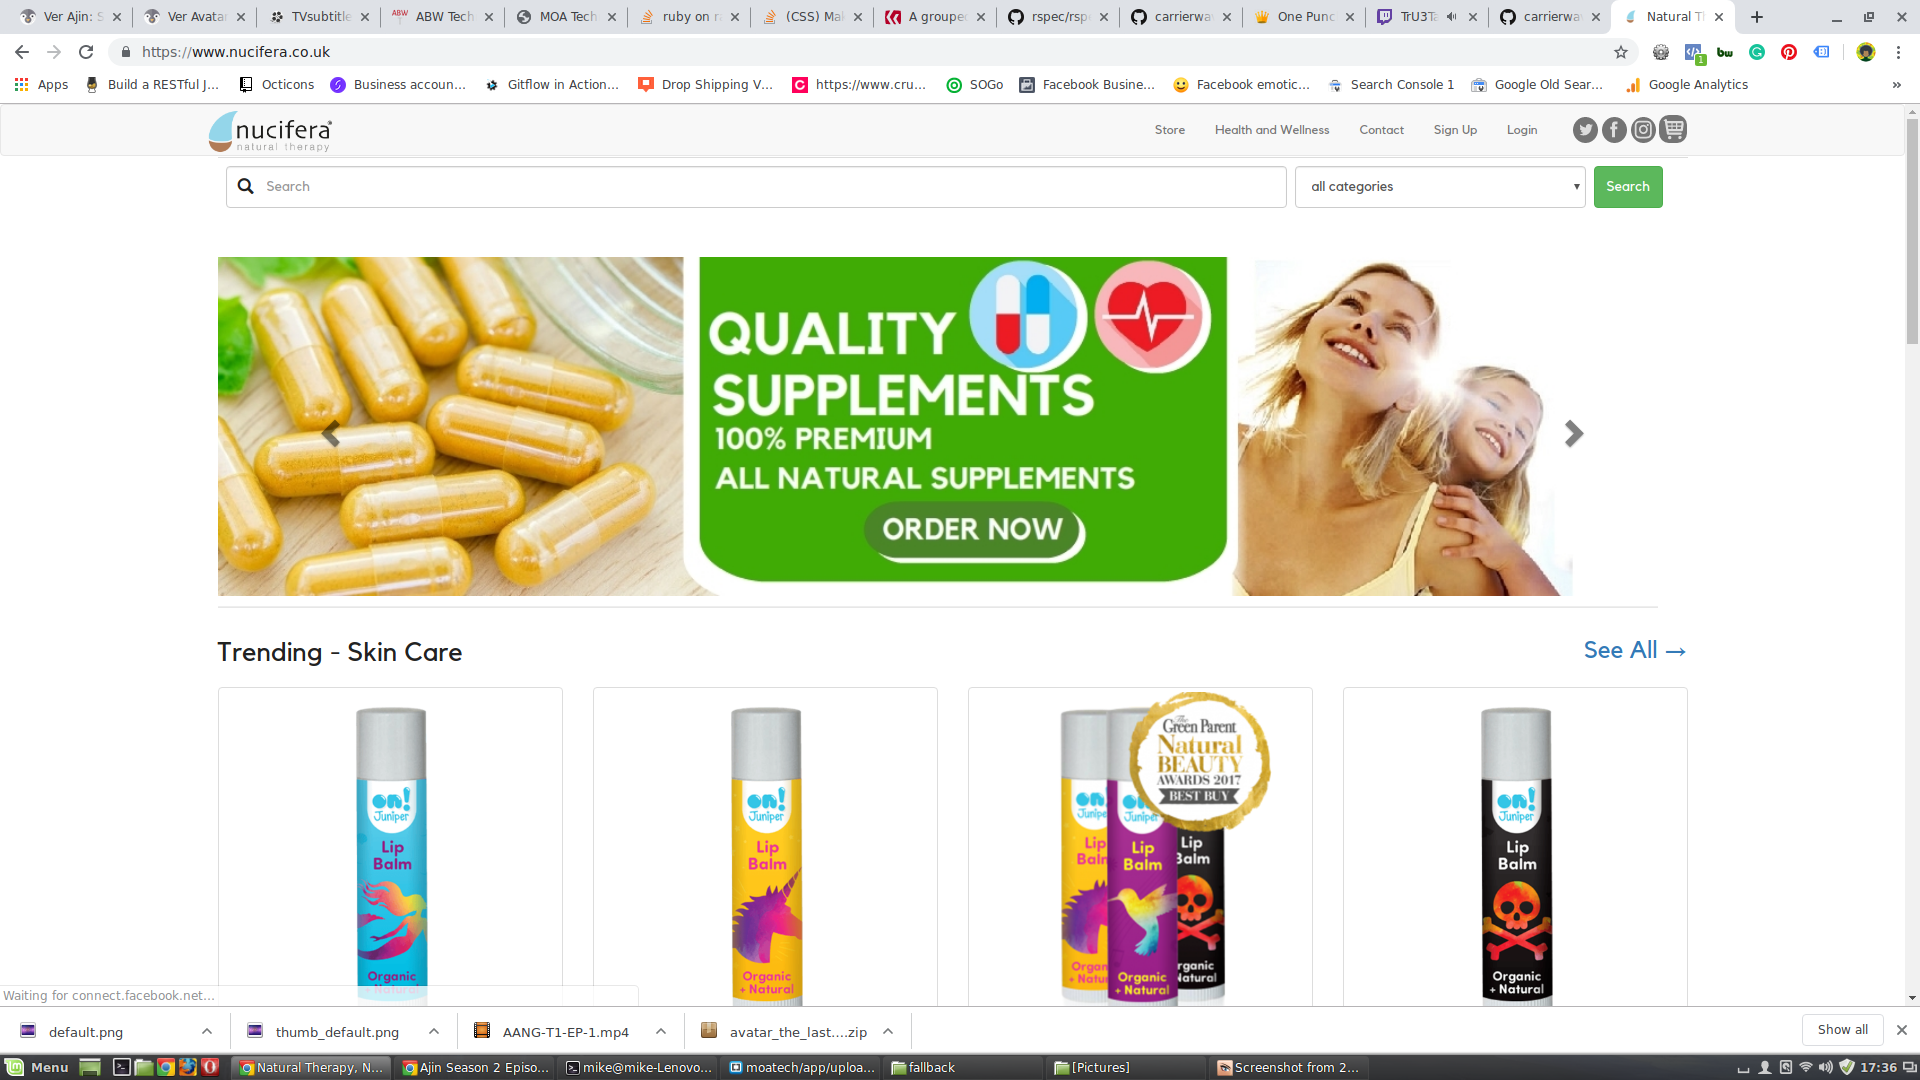 Ver Ajin: S
Ver Avata
TVsubtitle
ABW ABW Tech
MOA Tech
ruby on r
(CSS) Mak
A groupe
rspec/rsp
carrierwa
One Punc
TrU3Ta
carrierwa
Natural T
https://www.nucifera.co.uk
1
bw
Apps
Build a RESTful J...
Octicons
Business accoun...
Gitflow in Action...
Drop Shipping V...
https://www.cru...
SOGo
Facebook Busine...
Facebook emotic...
Search Console 1
Google Old Sear...
Google Analytics
»
nucifera
natural therapy
Store
Health and Wellness
Contact
Sign Up
Login
Search
all categories
Search
QUALITY
SUPPLEMENTS
100% PREMIUM
ALL NATURAL SUPPLEMENTS
ORDER NOW
Trending - Skin Care
See All →
on!
Juniper
Lip
Balm
Organic
+ Natural
on!
Juniper
Lip
Balm
Organic
+ Natural
The
Green Parent
Natural
BEAUTY
AWARDS 2017
BEST BUY
Lip
Balm
Organic
+ Natural
on!
Juniper
Lip
Balm
Organic
+ Natural
Waiting for connect.facebook.net...
default.png
thumb_default.png
AANG-T1-EP-1.mp4
avatar_the_last....zip
Show all
Menu
Natural Therapy, N...
Ajin Season 2 Episo...
mike@mike-Lenovo...
moatech/app/uploa...
fallback
[Pictures]
Screenshot from 2...
17:36